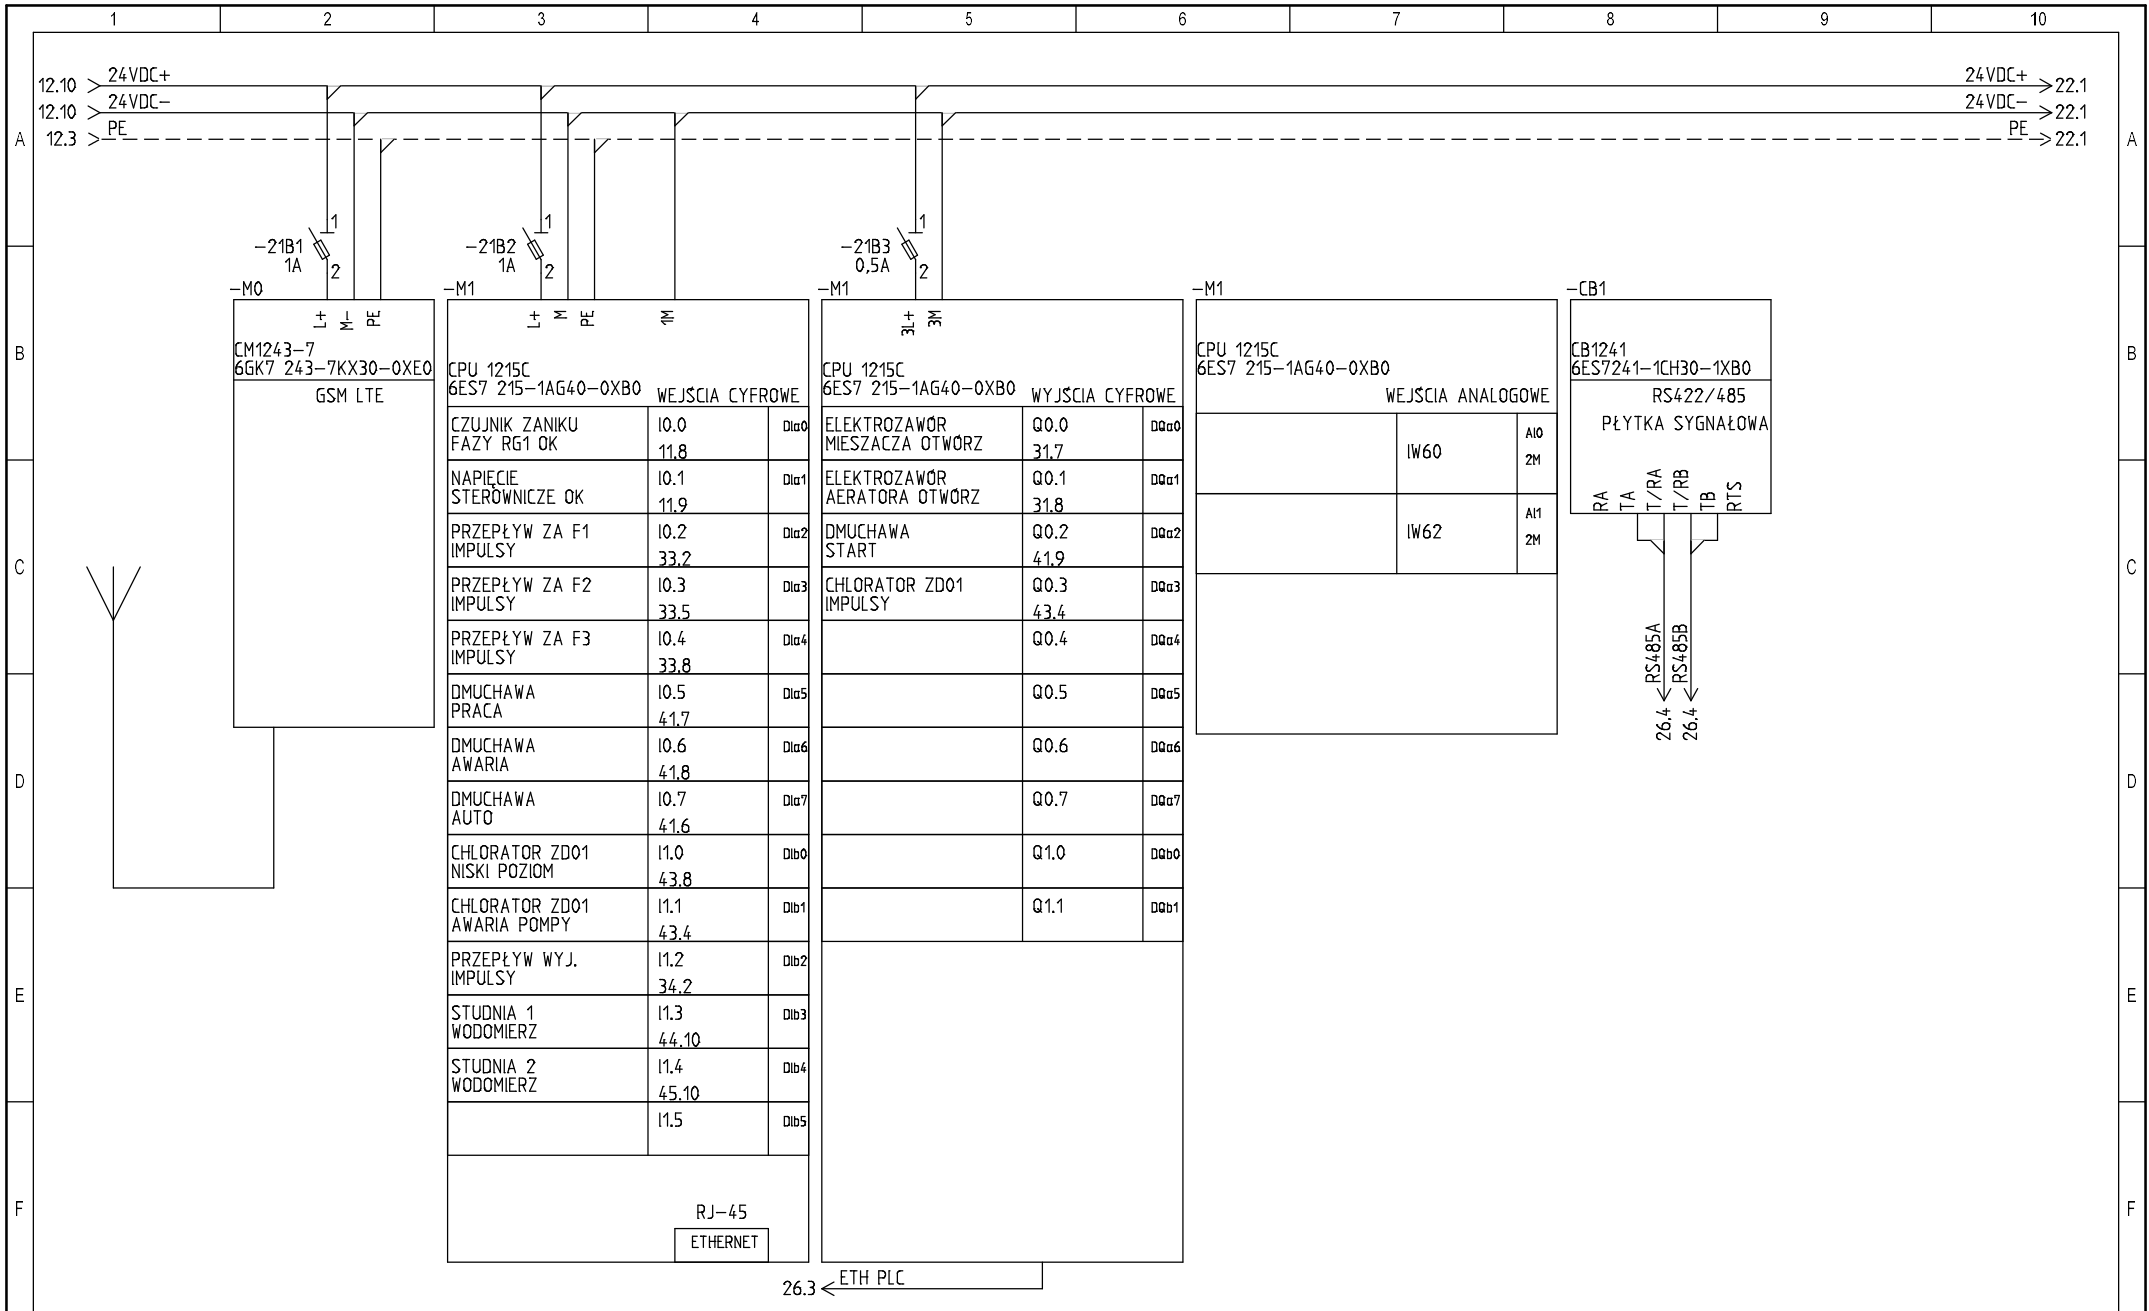 1 2 3 4 5 6 7 8 9 10
12.10 24VDC+ 24VDC+ 22.1
12.10 24VDC- 24VDC- 22.1
12.3 PE PE 22.1
A A
B B
C C
D D
E E
F F
-21B1
1A
1
2
-21B2
1A
1
2
-21B3
0,5A
1
2
-M0
L+ M- PE
CM1243-7
6GK7 243-7KX30-0XE0
GSM LTE
-M1
L+ M PE 1M
CPU 1215C
6ES7 215-1AG40-0XB0 WEJŚCIA CYFROWE
CZUJNIK ZANIKU I0.0 DIa0
FAZY RG1 OK 11.8
NAPIĘCIE I0.1 DIa1
STEROWNICZE OK 11.9
PRZEPŁYW ZA F1 I0.2 DIa2
IMPULSY 33.2
PRZEPŁYW ZA F2 I0.3 DIa3
IMPULSY 33.5
PRZEPŁYW ZA F3 I0.4 DIa4
IMPULSY 33.8
DMUCHAWA I0.5 DIa5
PRACA 41.7
DMUCHAWA I0.6 DIa6
AWARIA 41.8
DMUCHAWA I0.7 DIa7
AUTO 41.6
CHLORATOR ZD01 I1.0 DIb0
NISKI POZIOM 43.8
CHLORATOR ZD01 I1.1 DIb1
AWARIA POMPY 43.4
PRZEPŁYW WYJ. I1.2 DIb2
IMPULSY 34.2
STUDNIA 1 I1.3 DIb3
WODOMIERZ 44.10
STUDNIA 2 I1.4 DIb4
WODOMIERZ 45.10
I1.5 DIb5
RJ-45
ETHERNET
-M1
3L+ 3M
CPU 1215C
6ES7 215-1AG40-0XB0 WYJŚCIA CYFROWE
ELEKTROZAWÓR Q0.0 DQa0
MIESZACZA OTWÓRZ 31.7
ELEKTROZAWÓR Q0.1 DQa1
AERATORA OTWÓRZ 31.8
DMUCHAWA Q0.2 DQa2
START 41.9
CHLORATOR ZD01 Q0.3 DQa3
IMPULSY 43.4
Q0.4 DQa4
Q0.5 DQa5
Q0.6 DQa6
Q0.7 DQa7
Q1.0 DQb0
Q1.1 DQb1
26.3 ETH PLC
-M1
CPU 1215C
6ES7 215-1AG40-0XB0
WEJŚCIA ANALOGOWE
IW60 AI0
2M
IW62 AI1
2M
-CB1
CB1241
6ES7241-1CH30-1XB0
RS422/485
PŁYTKA SYGNAŁOWA
RA TA T/RA T/RB TB RTS
RS485A RS485B
26.4 26.4